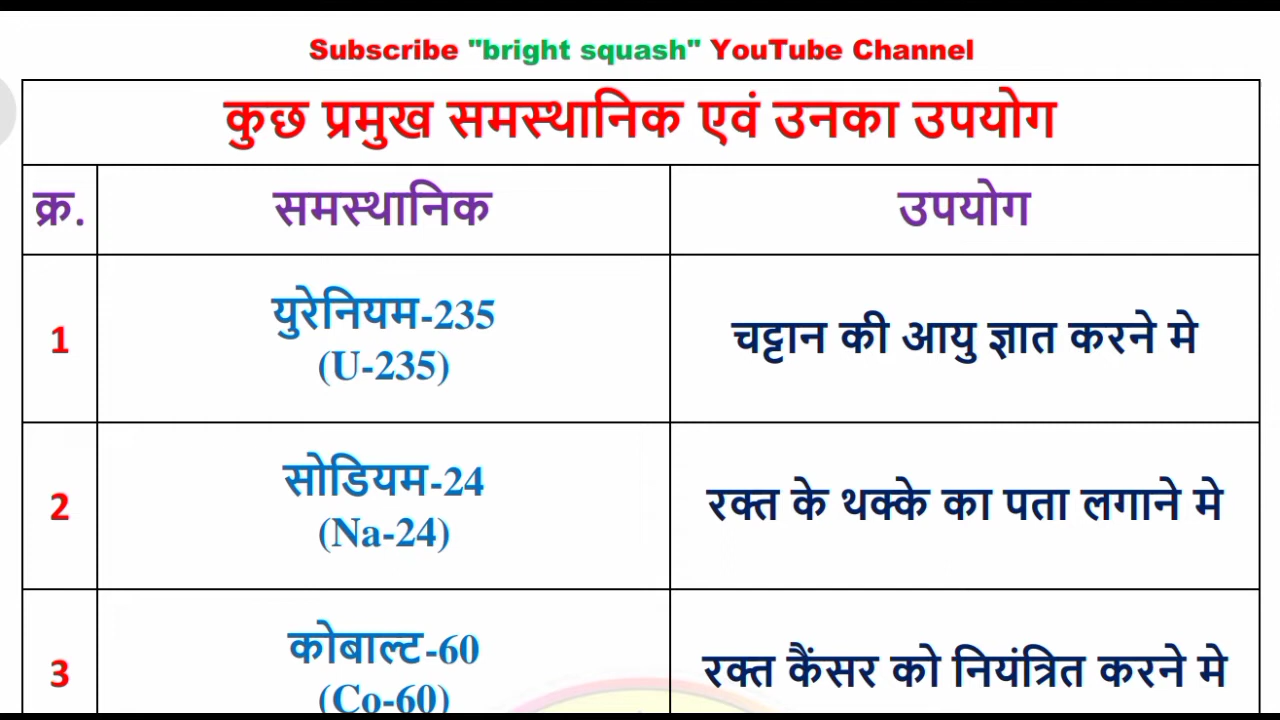 Subscribe "bright squash" YouTube Channel
कुछ प्रमुख समस्थानिक एवं उनका उपयोग
क्र. समस्थानिक उपयोग
1 युरेनियम-235 (U-235) चट्टान की आयु ज्ञात करने मे
2 सोडियम-24 (Na-24) रक्त के थक्के का पता लगाने मे
3 कोबाल्ट-60 (Co-60) रक्त कैंसर को नियंत्रित करने मे